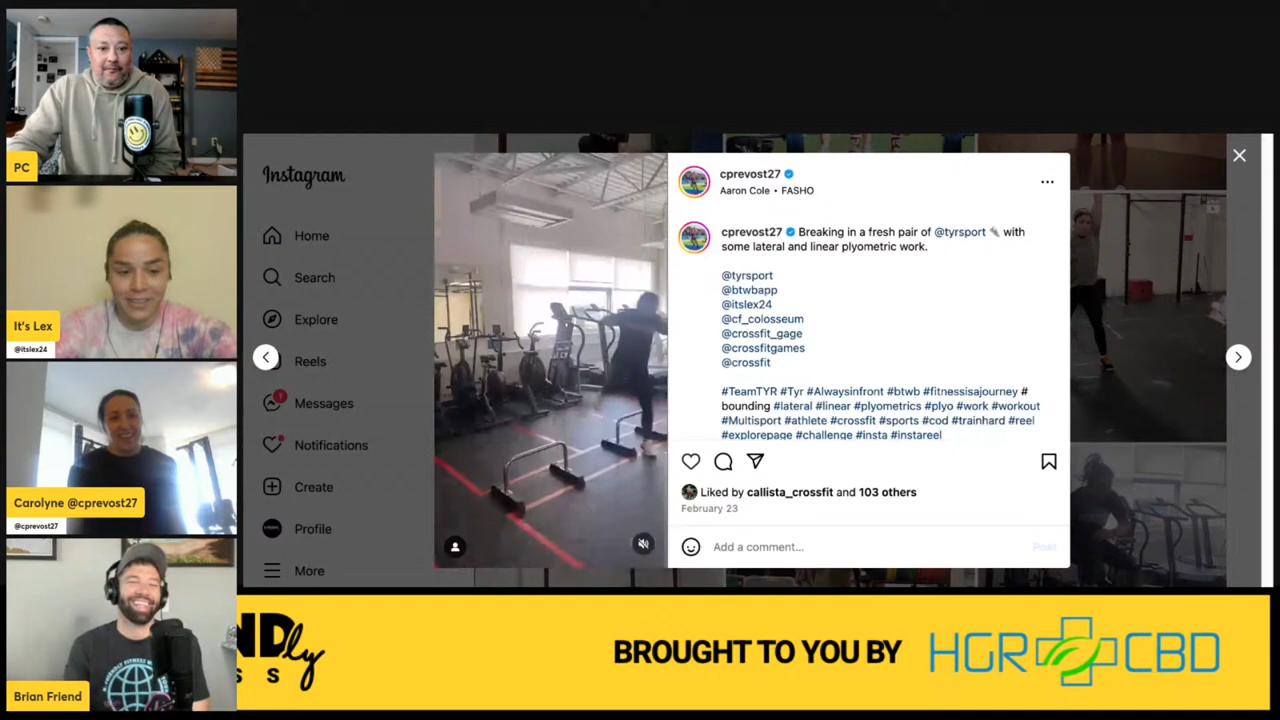 PC
It's Lex
@itslex24
Carolyne @cprevost27
@cprevost27
Brian Friend
Instagram
Home
Search
Explore
Reels
Messages
Notifications
Create
Profile
More
cprevost27
Aaron Cole • FASHO
cprevost27 Breaking in a fresh pair of @tyrsport with
some lateral and linear plyometric work.
@tyrsport
@btwbapp
@itslex24
@cf_colosseum
@crossfit_gage
@crossfitgames
@crossfit
#TeamTYR #Tyr #Alwaysinfront #btwb #fitnessisajourney #
bounding #lateral #linear #plyometrics #plyo #work #workout
#Multisport #athlete #crossfit #sports #cod #trainhard #reel
#explorepage #challenge #insta #instareel
Liked by callista_crossfit and 103 others
February 23
Add a comment...
Post
NDly
S S
BROUGHT TO YOU BY
HGR CBD